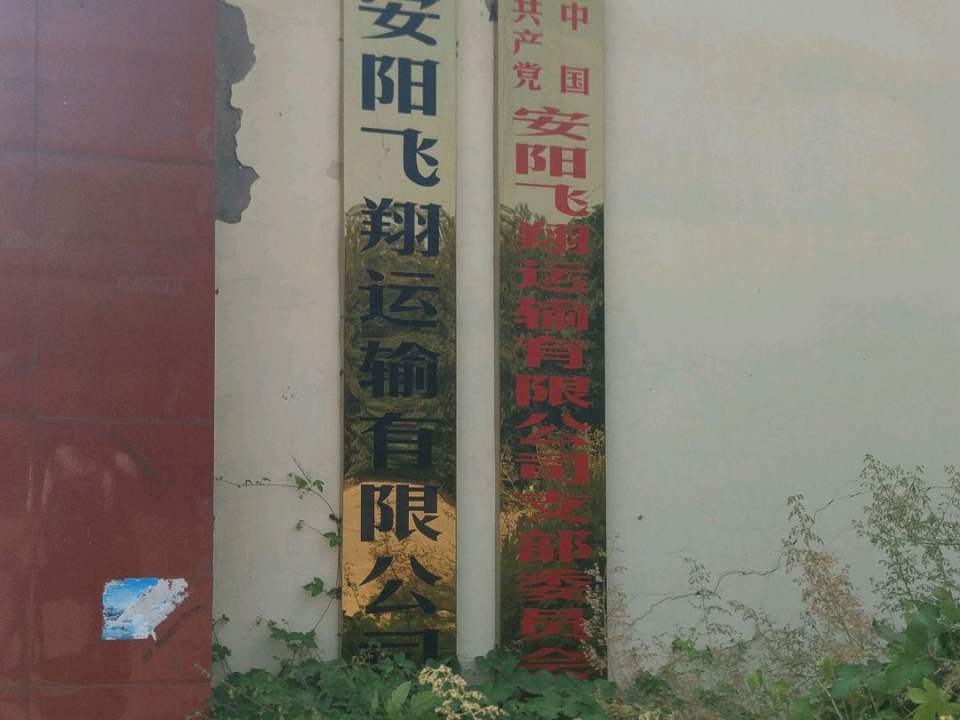 安阳飞翔运输有限公司
中国
共产党
安阳飞翔运输有限公司支部委员会